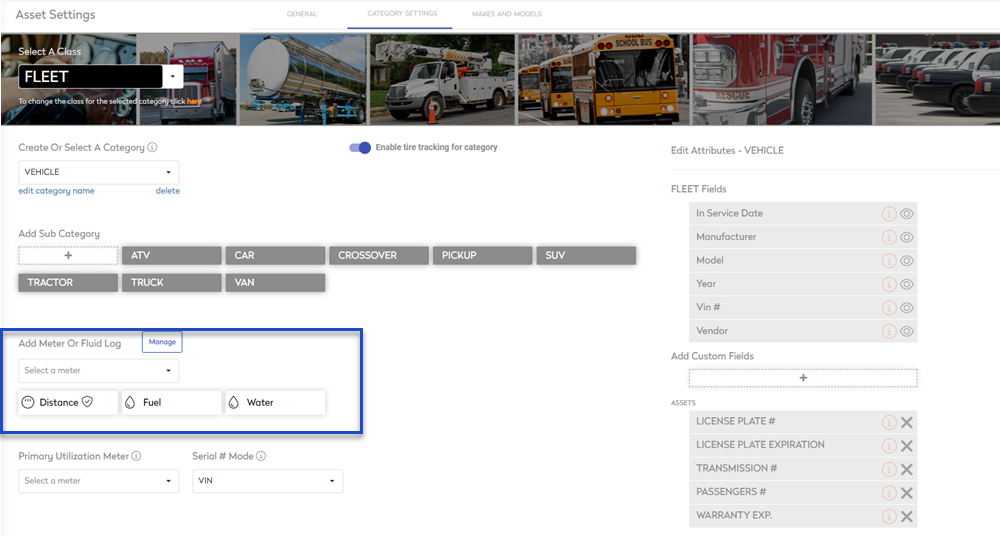 Asset Settings
GENERAL
CATEGORY SETTINGS
MAKES AND MODELS
Select A Class
FLEET
To change the class for the selected category click here
SCHOOL BUS
RESCUE
Create Or Select A Category
VEHICLE
edit category name
delete
Enable tire tracking for category
Add Sub Category
+
ATV
CAR
CROSSOVER
PICKUP
SUV
TRACTOR
TRUCK
VAN
Add Meter Or Fluid Log
Manage
Select a meter
Distance
Fuel
Water
Primary Utilization Meter
Select a meter
Serial # Mode
VIN
Edit Attributes - VEHICLE
FLEET Fields
In Service Date
Manufacturer
Model
Year
Vin #
Vendor
Add Custom Fields
+
ASSETS
LICENSE PLATE #
LICENSE PLATE EXPIRATION
TRANSMISSION #
PASSENGERS #
WARRANTY EXP.